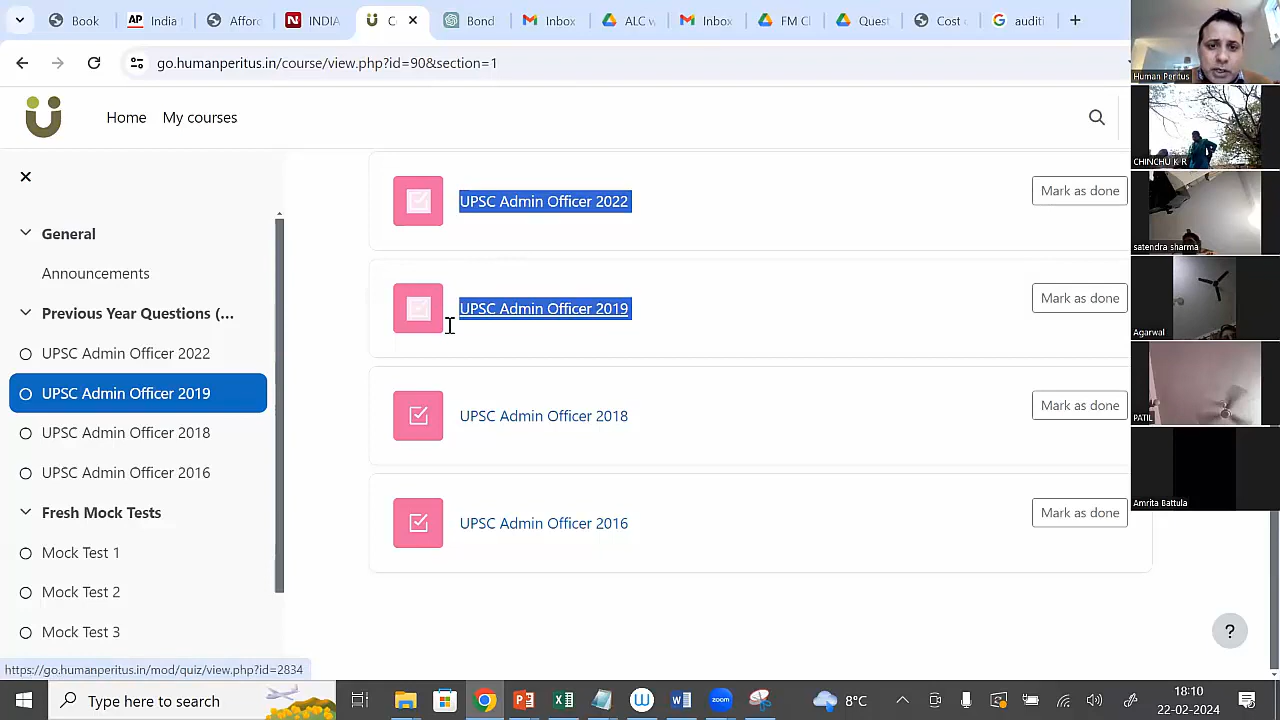 Book
India
Affor
INDIA
C
Bond
Inbox
ALC v
Inbox
FM Cl
Quest
Cost
auditi
go.humanperitus.in/course/view.php?id=90&section=1
Home My courses
General
Announcements
Previous Year Questions (...
UPSC Admin Officer 2022
UPSC Admin Officer 2019
UPSC Admin Officer 2018
UPSC Admin Officer 2016
Fresh Mock Tests
Mock Test 1
Mock Test 2
Mock Test 3
UPSC Admin Officer 2022
Mark as done
UPSC Admin Officer 2019
Mark as done
UPSC Admin Officer 2018
Mark as done
UPSC Admin Officer 2016
Mark as done
?
Human Peritus
CHINCHU K R
satendra sharma
Agarwal
PATIL
Amrita Battula
https://go.humanperitus.in/mod/quiz/view.php?id=2834
Type here to search
zoom
8°C
18:10
22-02-2024